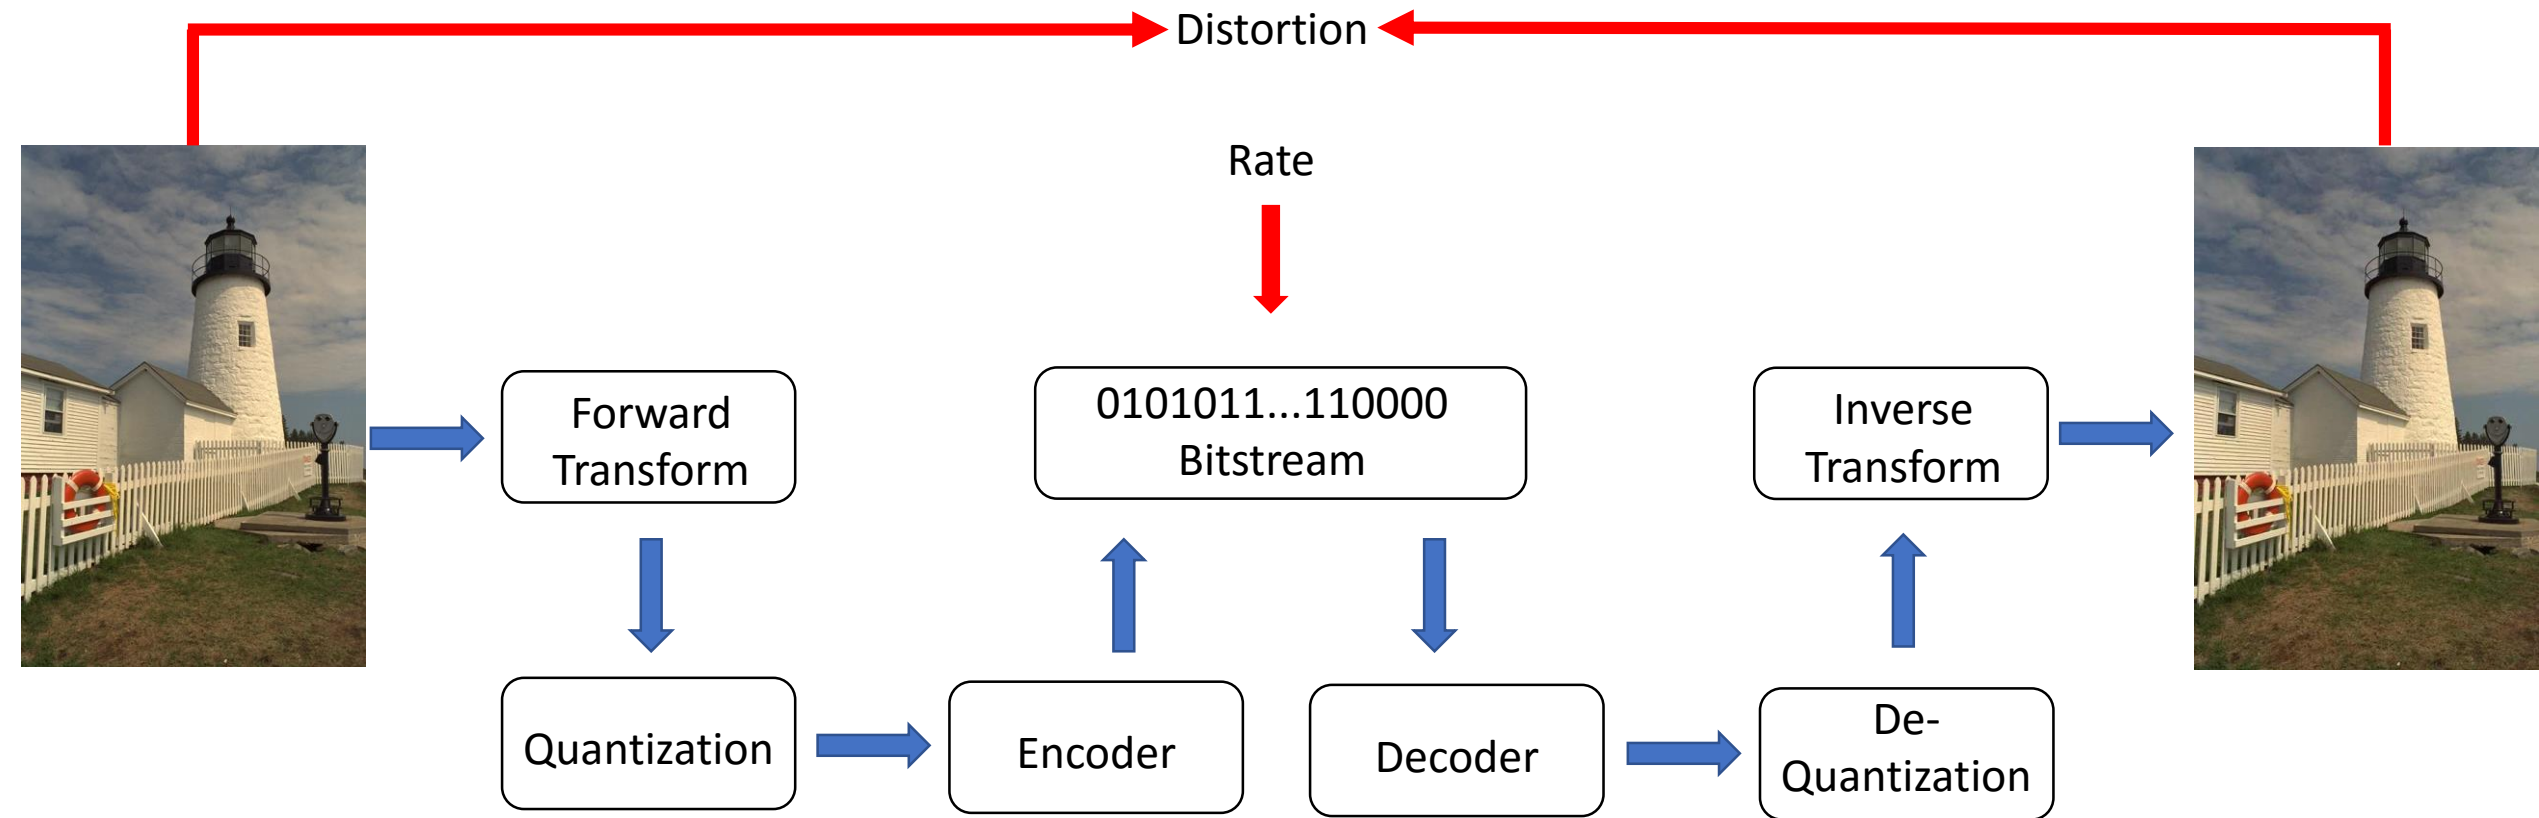 Distortion
Rate
Forward
Transform
0101011...110000
Bitstream
Inverse
Transform
Quantization
Encoder
Decoder
De-
Quantization